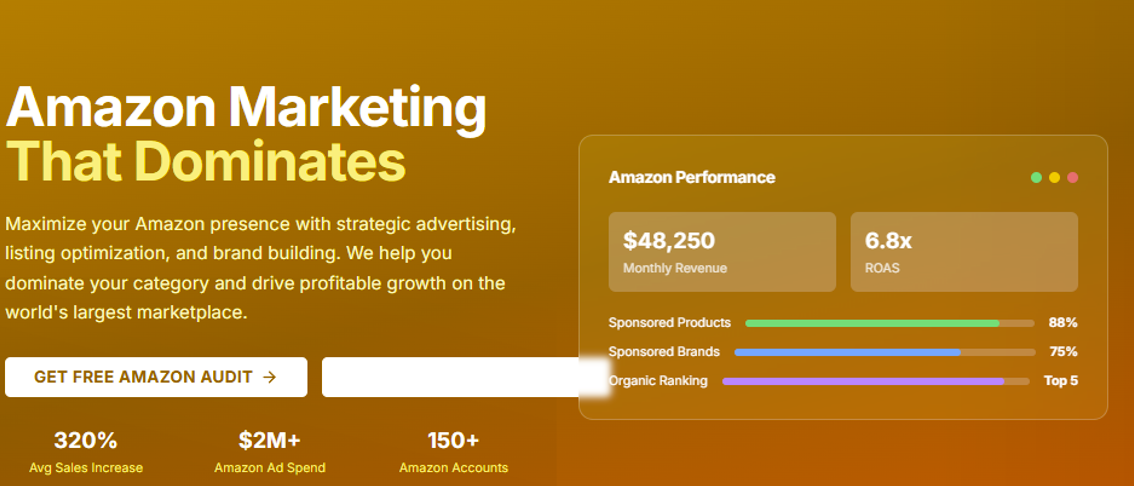 Amazon Marketing
That Dominates
Maximize your Amazon presence with strategic advertising,
listing optimization, and brand building. We help you
dominate your category and drive profitable growth on the
world's largest marketplace.
GET FREE AMAZON AUDIT →
320%
Avg Sales Increase
$2M+
Amazon Ad Spend
150+
Amazon Accounts
Amazon Performance
$48,250
Monthly Revenue
6.8x
ROAS
Sponsored Products 88%
Sponsored Brands 75%
Organic Ranking Top 5